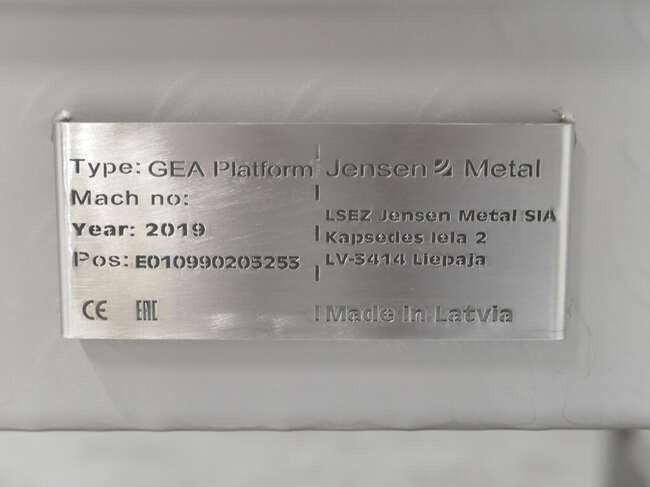 Type: GEA Platform
Mach no:
Year: 2019
Pos: E010990203253
CE EAC
Jensen Metal
LSEZ Jensen Metal SIA
Kapsedes iela 2
LV-3414 Liepaja
Made in Latvia